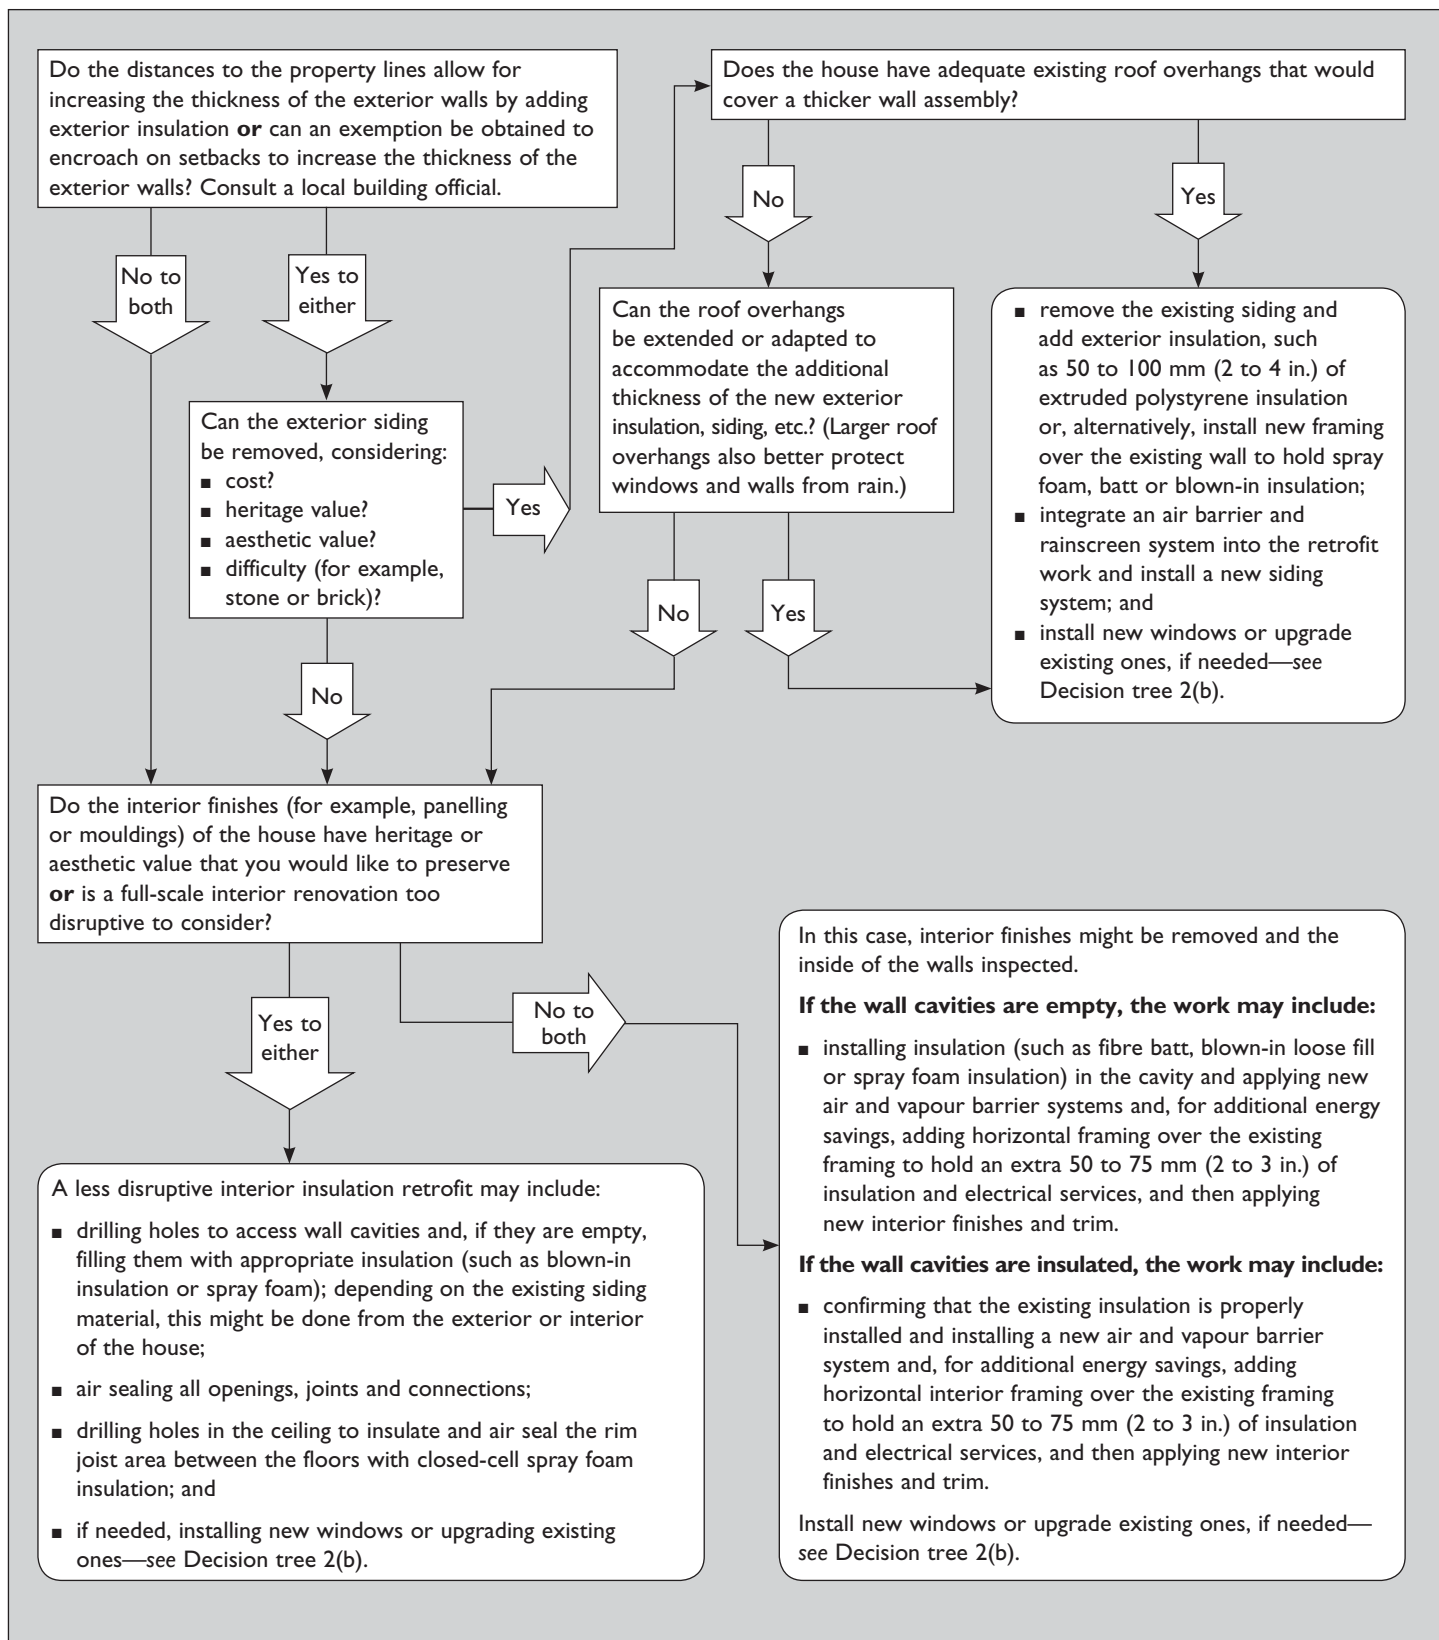 Do the distances to the property lines allow for
increasing the thickness of the exterior walls by adding
exterior insulation or can an exemption be obtained to
encroach on setbacks to increase the thickness of the
exterior walls? Consult a local building official.
No to
both
Yes to
either
Can the exterior siding
be removed, considering:
■ cost?
■ heritage value?
■ aesthetic value?
■ difficulty (for example,
stone or brick)?
Yes
No
Does the house have adequate existing roof overhangs that would
cover a thicker wall assembly?
No
Yes
Can the roof overhangs
be extended or adapted to
accommodate the additional
thickness of the new exterior
insulation, siding, etc.? (Larger roof
overhangs also better protect
windows and walls from rain.)
No
Yes
■ remove the existing siding and
add exterior insulation, such
as 50 to 100 mm (2 to 4 in.) of
extruded polystyrene insulation
or, alternatively, install new framing
over the existing wall to hold spray
foam, batt or blown-in insulation;
■ integrate an air barrier and
rainscreen system into the retrofit
work and install a new siding
system; and
■ install new windows or upgrade
existing ones, if needed—see
Decision tree 2(b).
Do the interior finishes (for example, panelling
or mouldings) of the house have heritage or
aesthetic value that you would like to preserve
or is a full-scale interior renovation too
disruptive to consider?
Yes to
either
No to
both
A less disruptive interior insulation retrofit may include:
■ drilling holes to access wall cavities and, if they are empty,
filling them with appropriate insulation (such as blown-in
insulation or spray foam); depending on the existing siding
material, this might be done from the exterior or interior
of the house;
■ air sealing all openings, joints and connections;
■ drilling holes in the ceiling to insulate and air seal the rim
joist area between the floors with closed-cell spray foam
insulation; and
■ if needed, installing new windows or upgrading existing
ones—see Decision tree 2(b).
In this case, interior finishes might be removed and the
inside of the walls inspected.
If the wall cavities are empty, the work may include:
■ installing insulation (such as fibre batt, blown-in loose fill
or spray foam insulation) in the cavity and applying new
air and vapour barrier systems and, for additional energy
savings, adding horizontal framing over the existing
framing to hold an extra 50 to 75 mm (2 to 3 in.) of
insulation and electrical services, and then applying
new interior finishes and trim.
If the wall cavities are insulated, the work may include:
■ confirming that the existing insulation is properly
installed and installing a new air and vapour barrier
system and, for additional energy savings, adding
horizontal interior framing over the existing framing
to hold an extra 50 to 75 mm (2 to 3 in.) of insulation
and electrical services, and then applying new interior
finishes and trim.
Install new windows or upgrade existing ones, if needed—
see Decision tree 2(b).